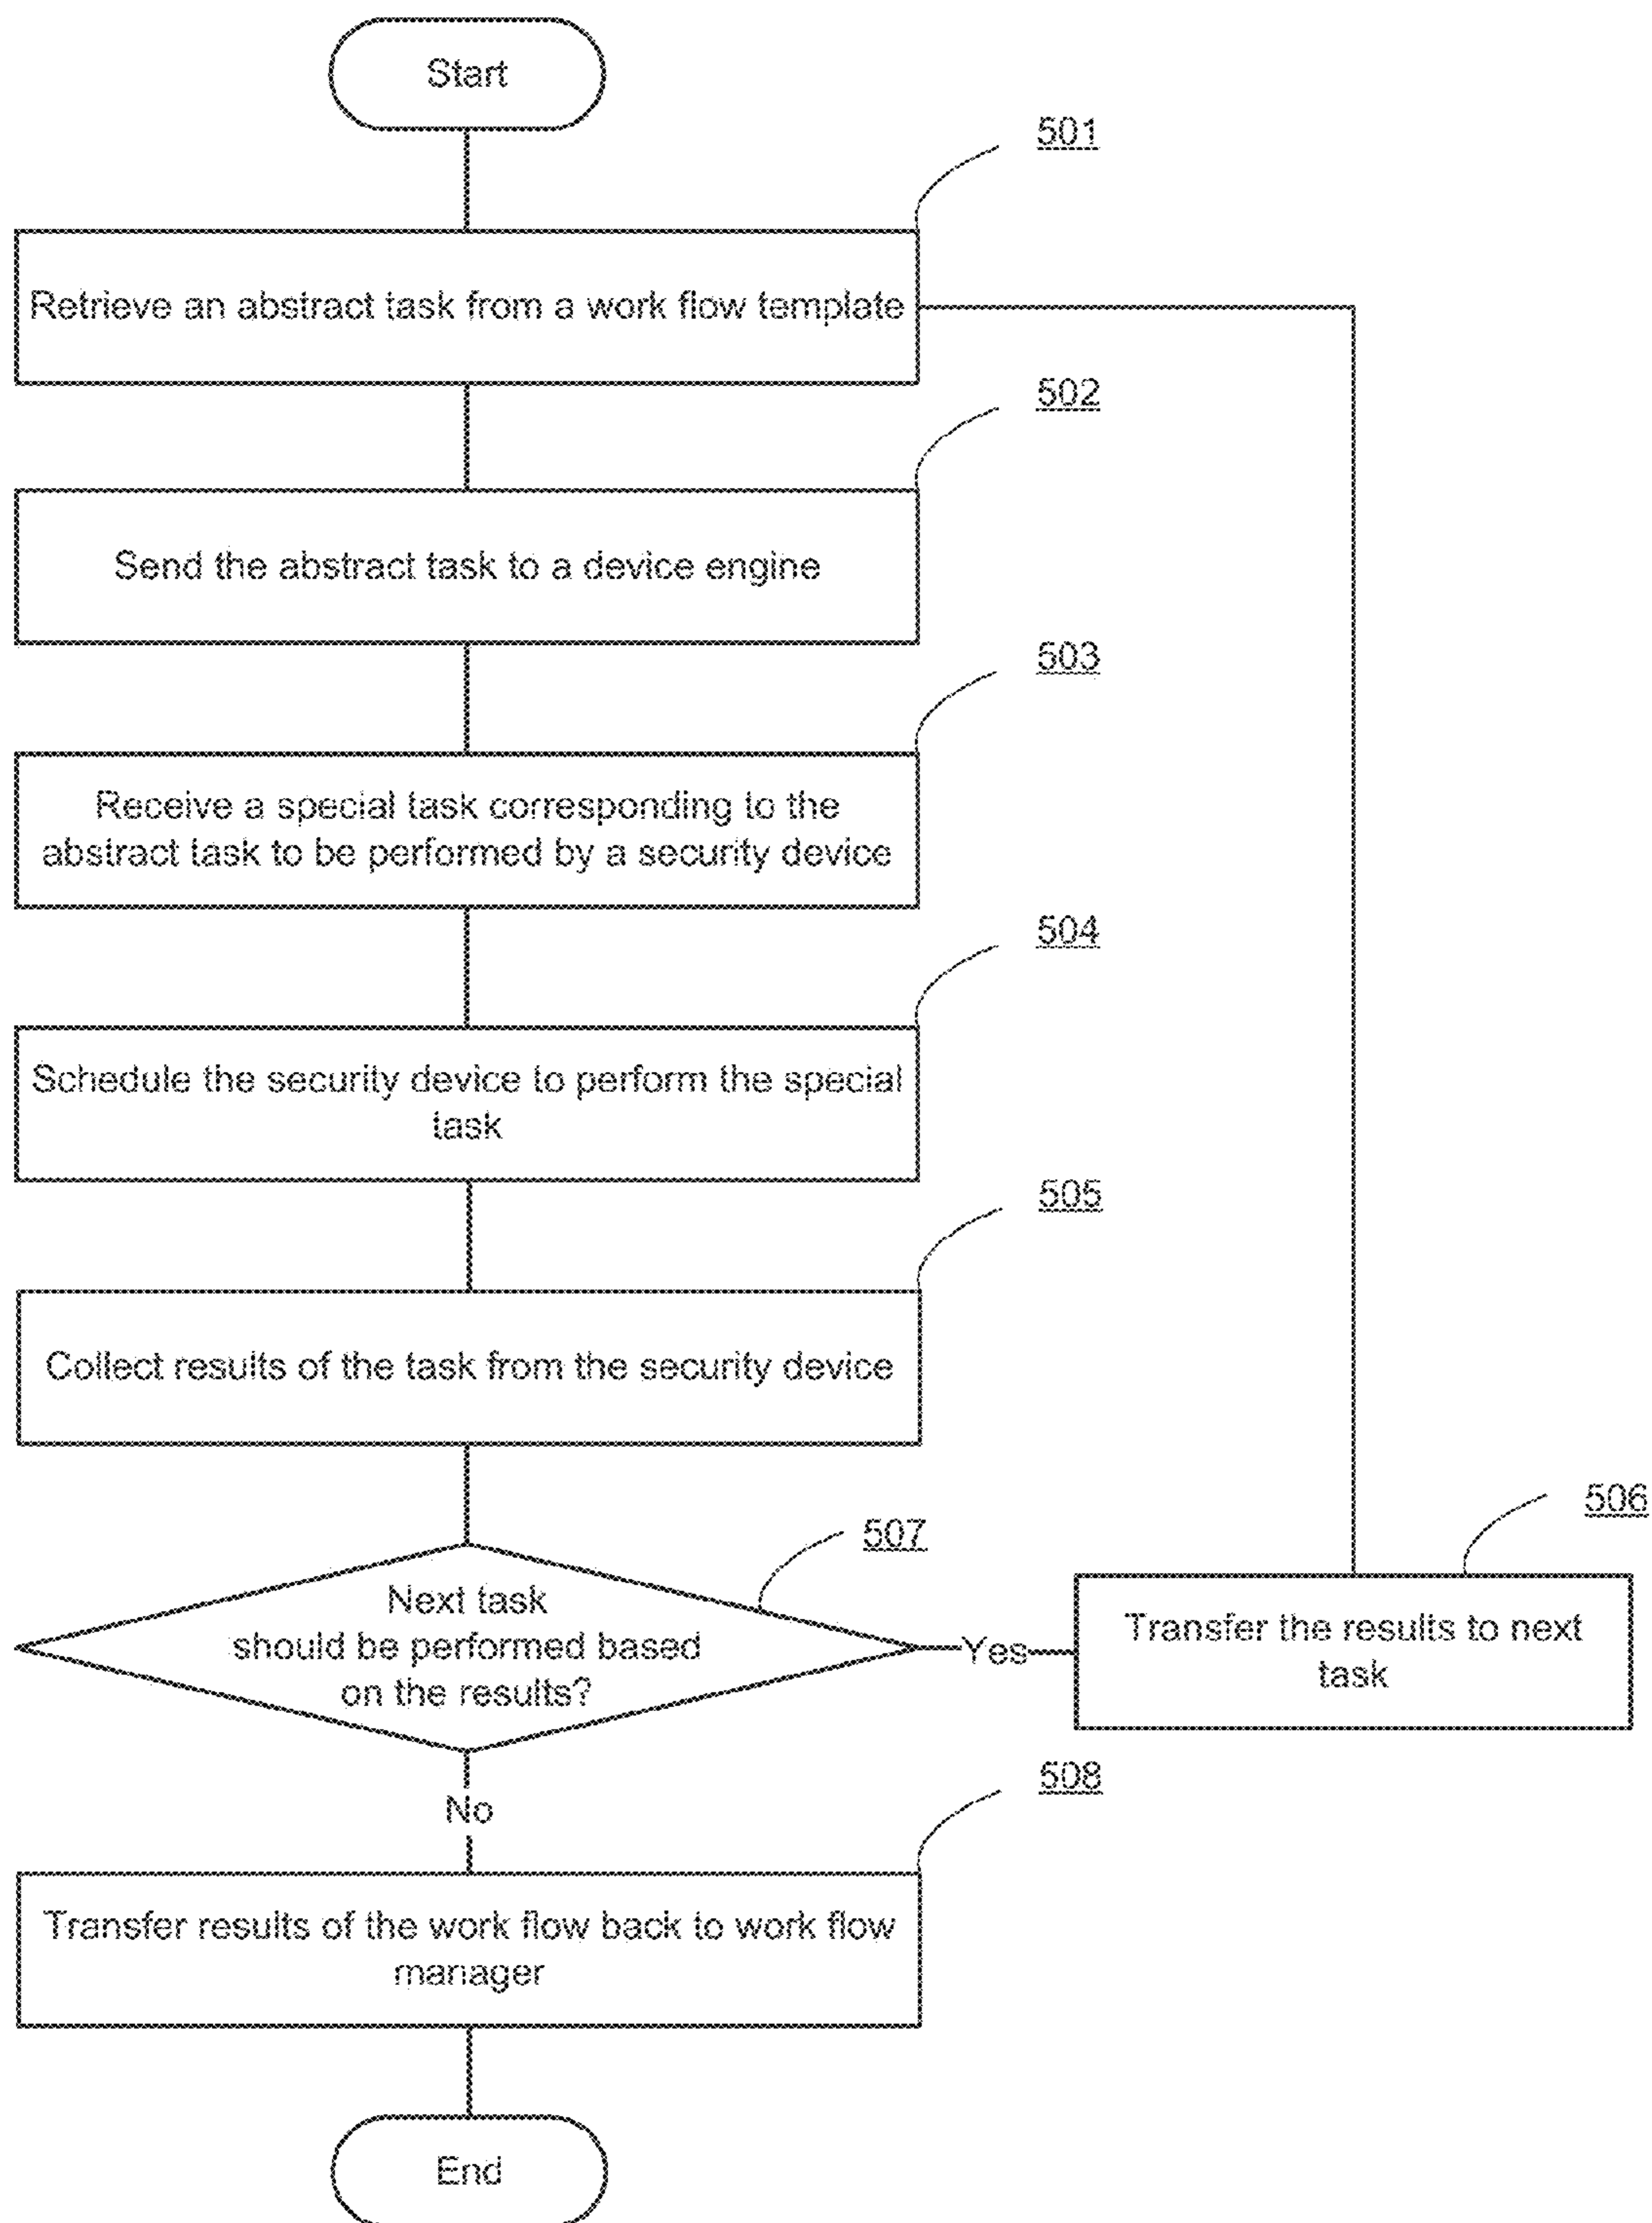 Start
501
Retrieve an abstract task from a work flow template
502
Send the abstract task to a device engine
503
Receive a special task corresponding to the
abstract task to be performed by a security device
504
Schedule the security device to perform the special
task
505
Collect results of the task from the security device
507
Next task
should be performed based
on the results?
Yes
506
Transfer the results to next
task
No
508
Transfer results of the work flow back to work flow
manager
End